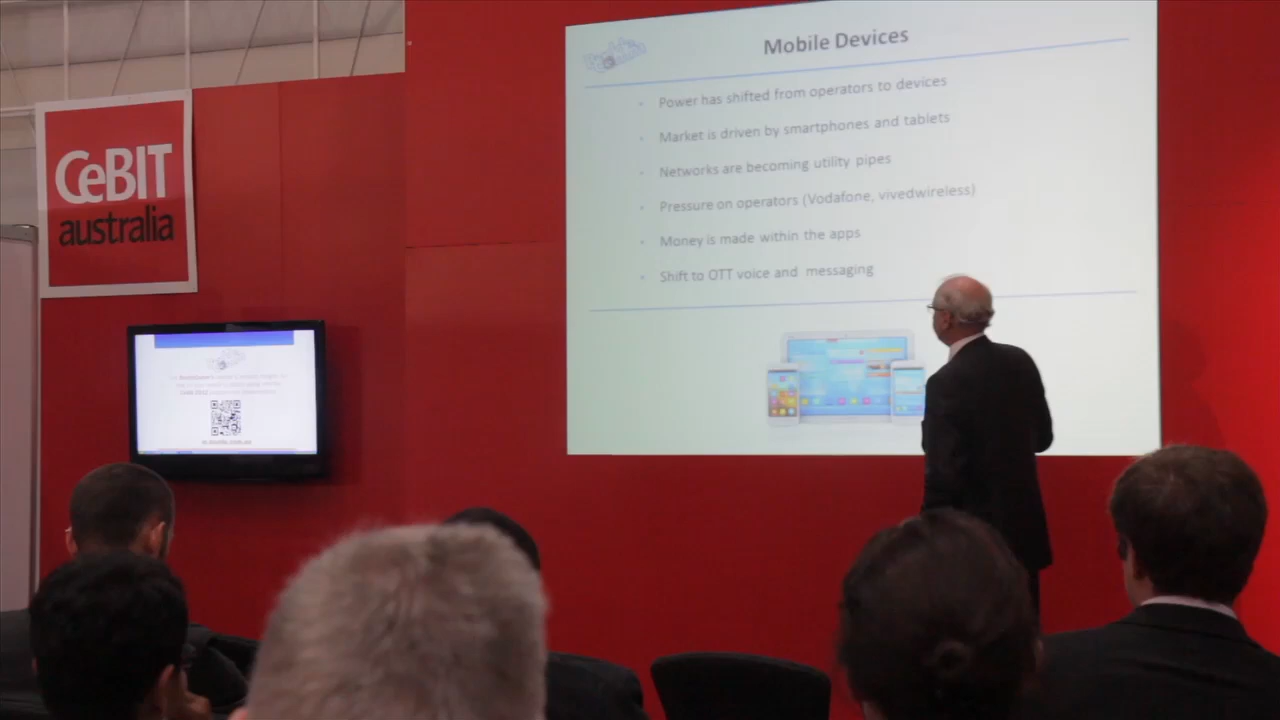 CeBIT
australia
Mobile Devices
Power has shifted from operators to devices
Market is driven by smartphones and tablets
Networks are becoming utility pipes
Pressure on operators (Vodafone, vividwireless)
Money is made within the apps
Shift to OTT voice and messaging